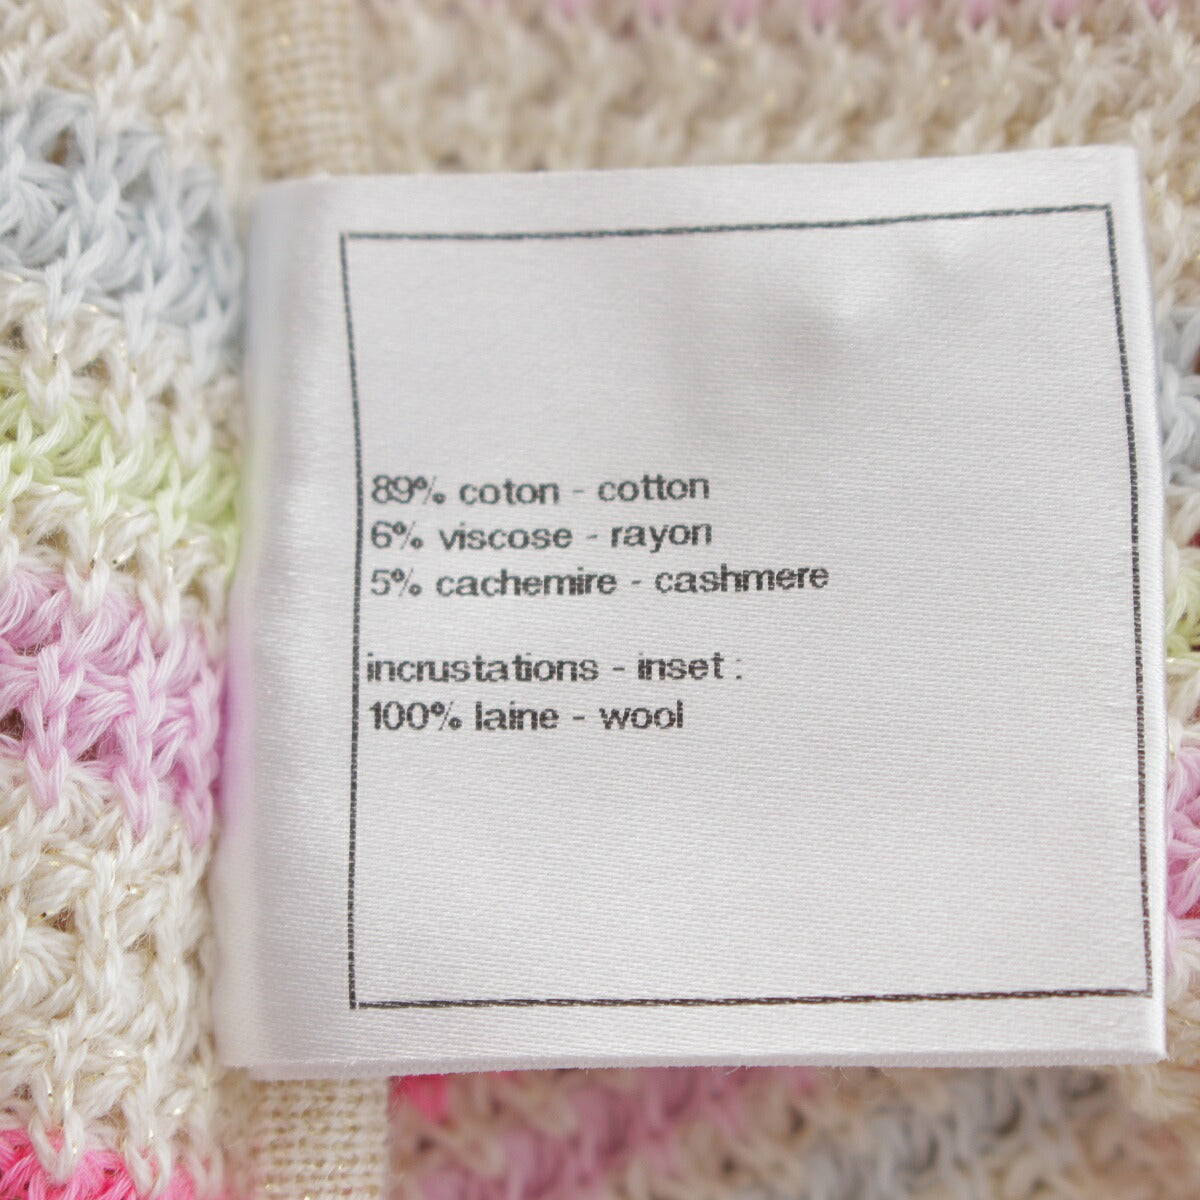 89% coton - cotton
6% viscose - rayon
5% cachemire - cashmere
incrustations - inset :
100% laine - wool